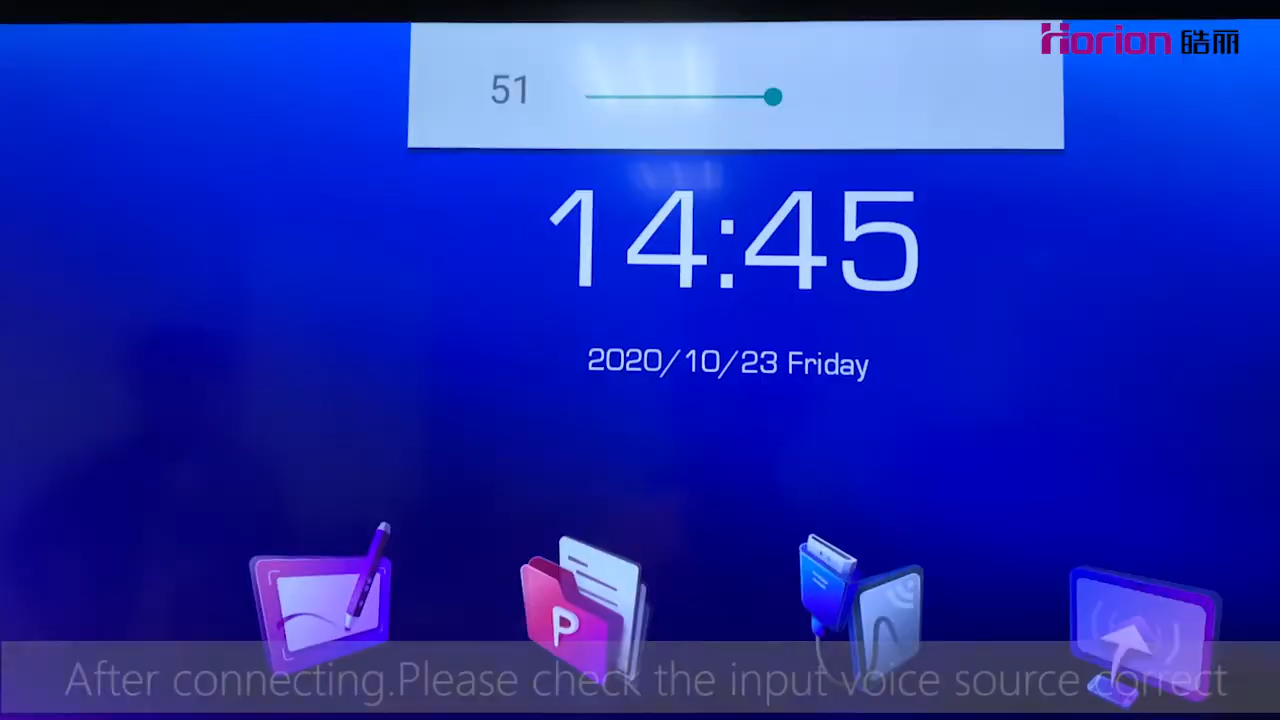 Horion 皓丽
51
14:45
2020/10/23 Friday
P
After connecting.Please check the input voice source correct